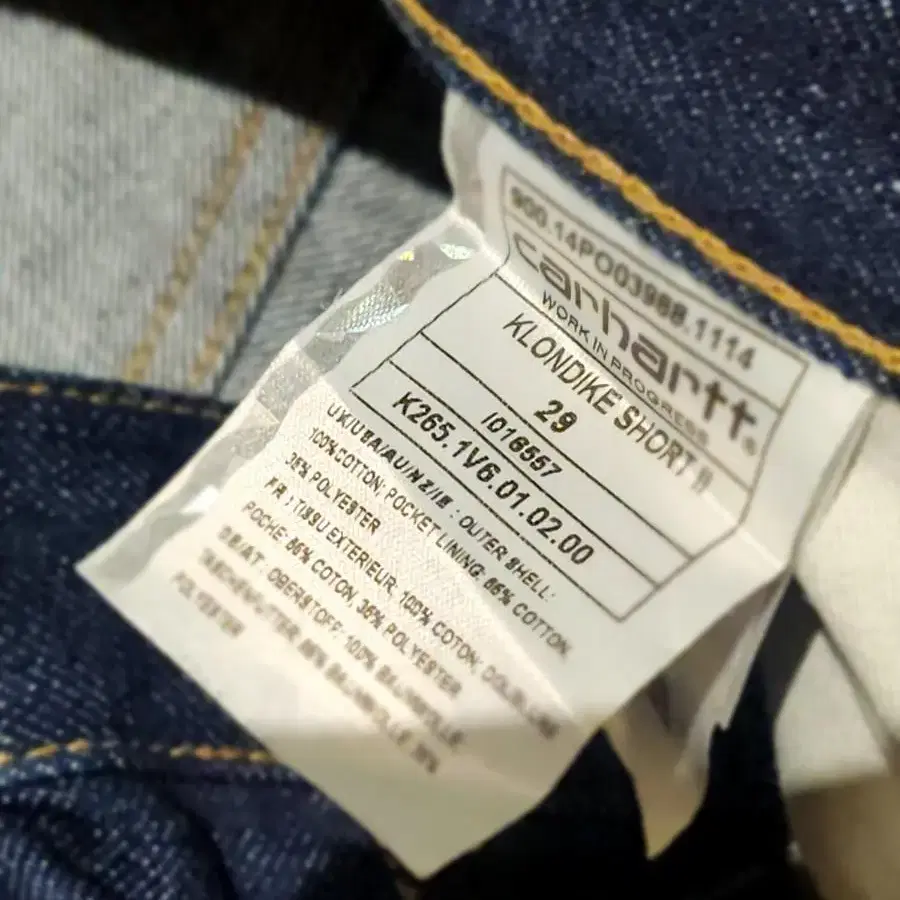 900.14PO03988.1114
carhartt®
WORK IN PROGRESS
KLONDIKE SHORT II
29
I016557
K265.1V6.01.02.00
UK/USA/AU/NZ/IE : OUTER SHELL:
100%COTTON; POCKET LINING: 65% COTTON
35% POLYESTER
FR : TISSU EXTERIEUR, 100% COTON; DOUBLURE
POCHE: 65% COTON, 35% POLYESTER
DE/AT : OBERSTOFF: 100% BAUMWOLLE
TASCHENFUTTER 65% BAUMWOLLE 35%
POLYESTER